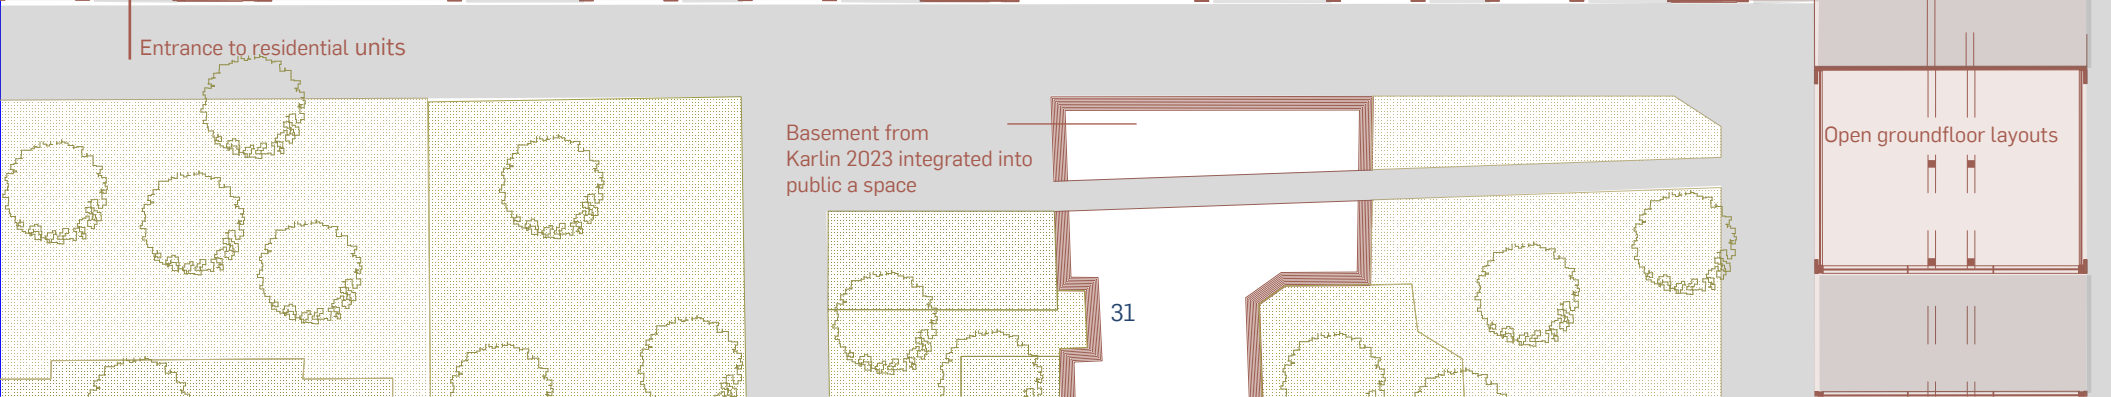 Entrance to residential units
Basement from
Karlin 2023 integrated into
public a space
Open groundfloor layouts
31